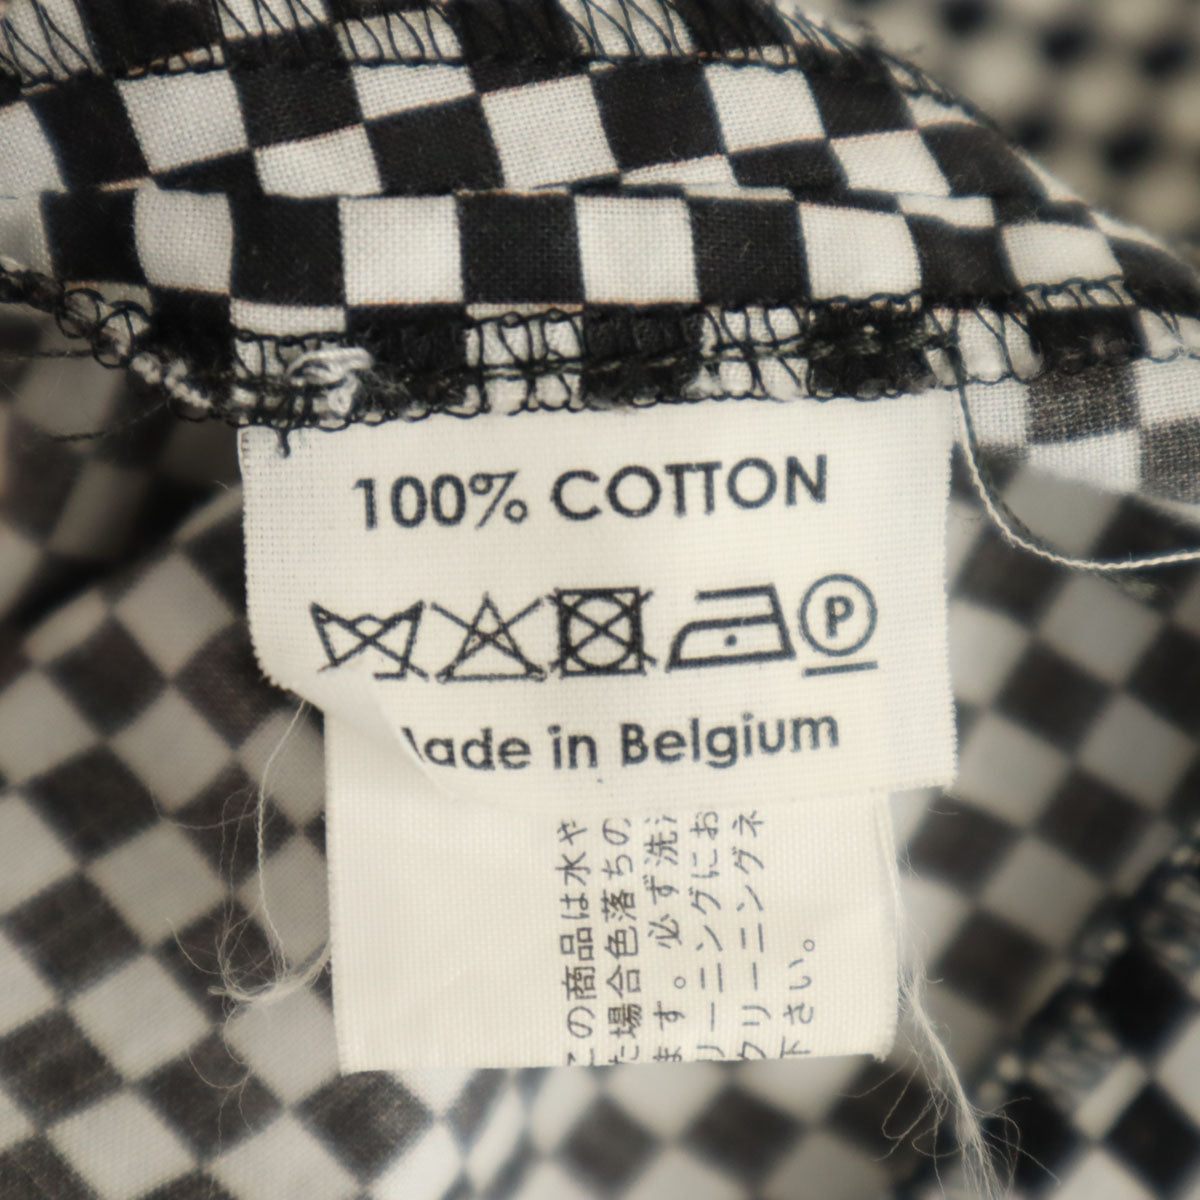 100% COTTON
P
Made in Belgium
この商品は水や
た場合色落ちの
ます。必ず洗
リーニングにお
クリーニングネ
下さい。